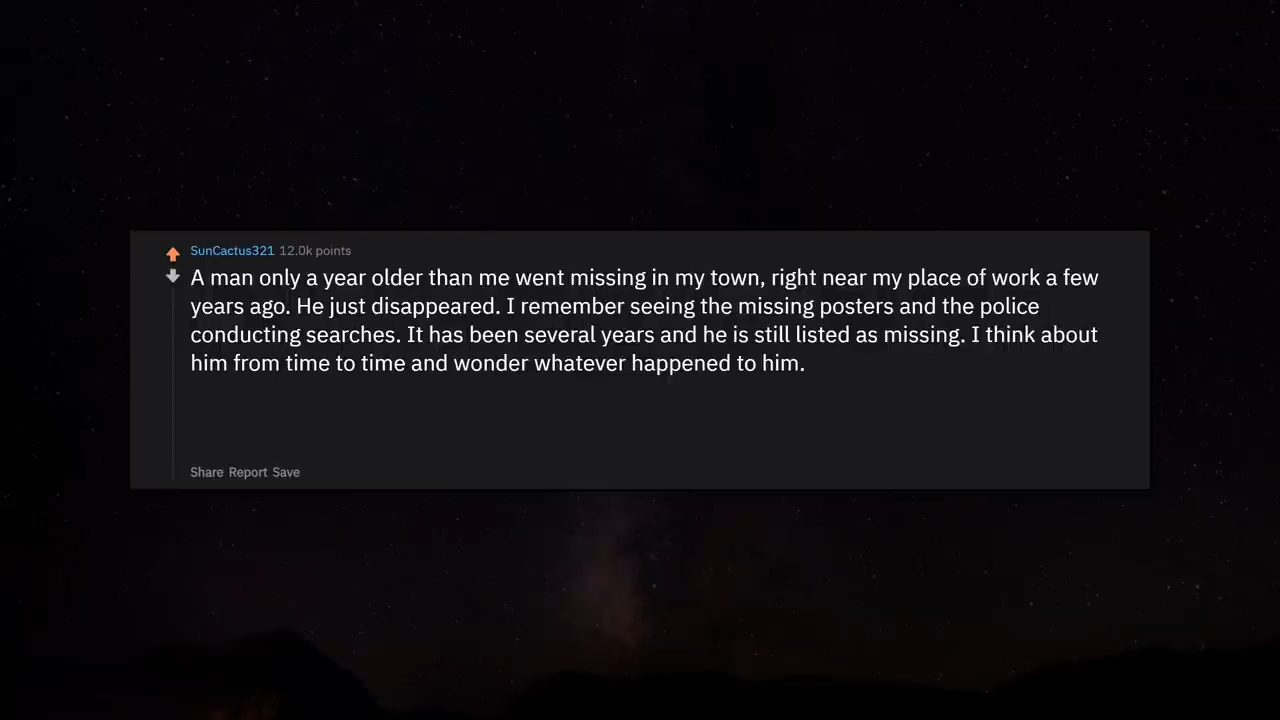 SunCactus321 12.0k points
A man only a year older than me went missing in my town, right near my place of work a few
years ago. He just disappeared. I remember seeing the missing posters and the police
conducting searches. It has been several years and he is still listed as missing. I think about
him from time to time and wonder whatever happened to him.
Share Report Save